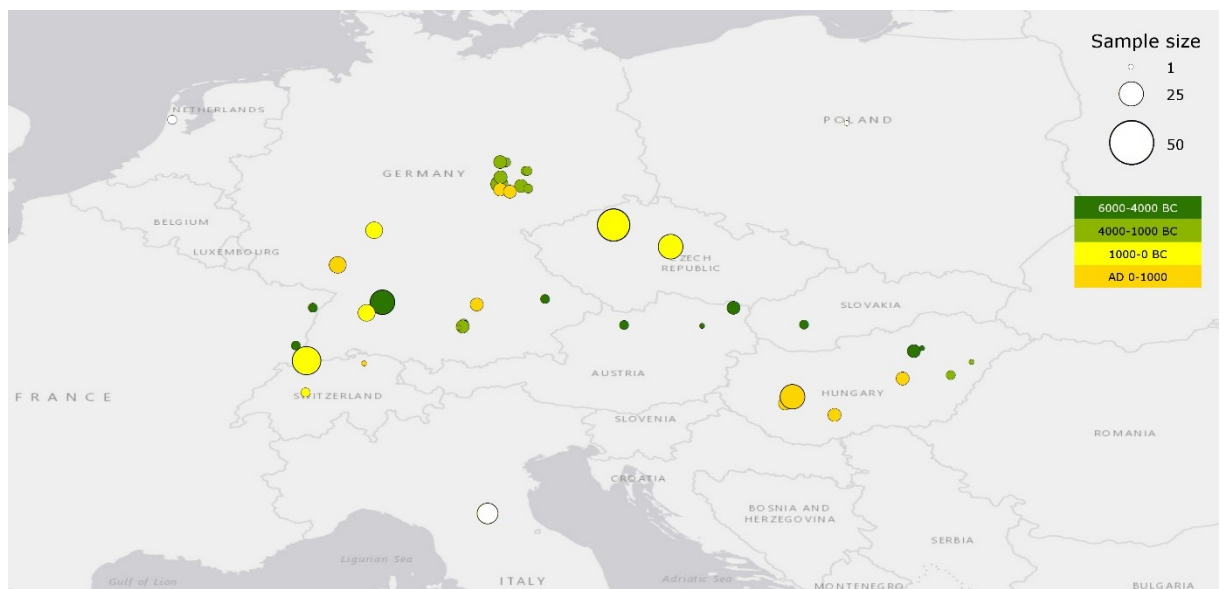 Sample size
1
25
50
6000-4000 BC
4000-1000 BC
1000-0 BC
AD 0-1000
NETHERLANDS
POLAND
GERMANY
BELGIUM
LUXEMBOURG
CZECH
REPUBLIC
SLOVAKIA
AUSTRIA
FRANCE
SWITZERLAND
HUNGARY
SLOVENIA
ROMANIA
CROATIA
BOSNIA AND
HERZEGOVINA
SERBIA
Ligurian Sea
Gulf of Lion
ITALY
Adriatic Sea
MONTENEGRO
BULGARIA